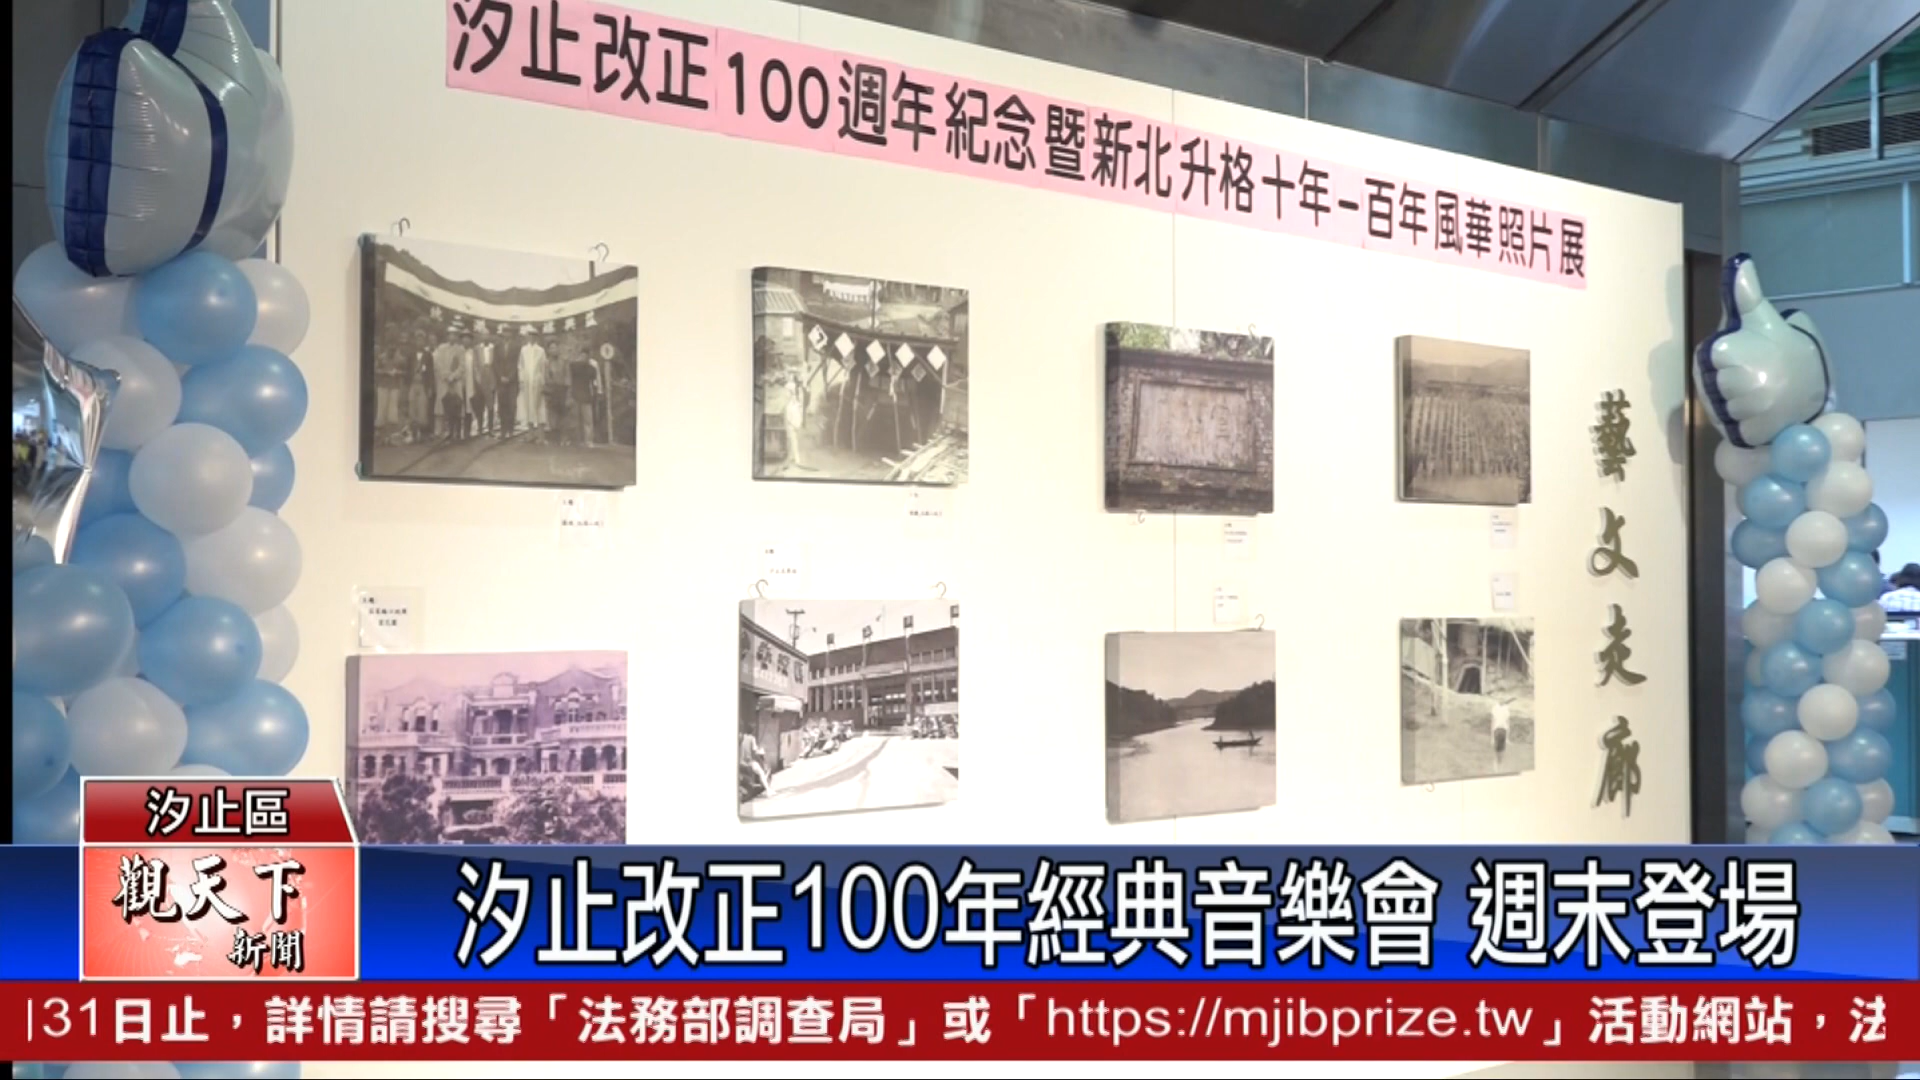 汐止改正100週年紀念暨新北升格十年-百年風華照片展
藝文走廊
汐止區
觀天下
新聞
汐止改正100年經典音樂會 週末登場
31日止，詳情請搜尋「法務部調查局」或「https://mjibprize.tw」活動網站，法